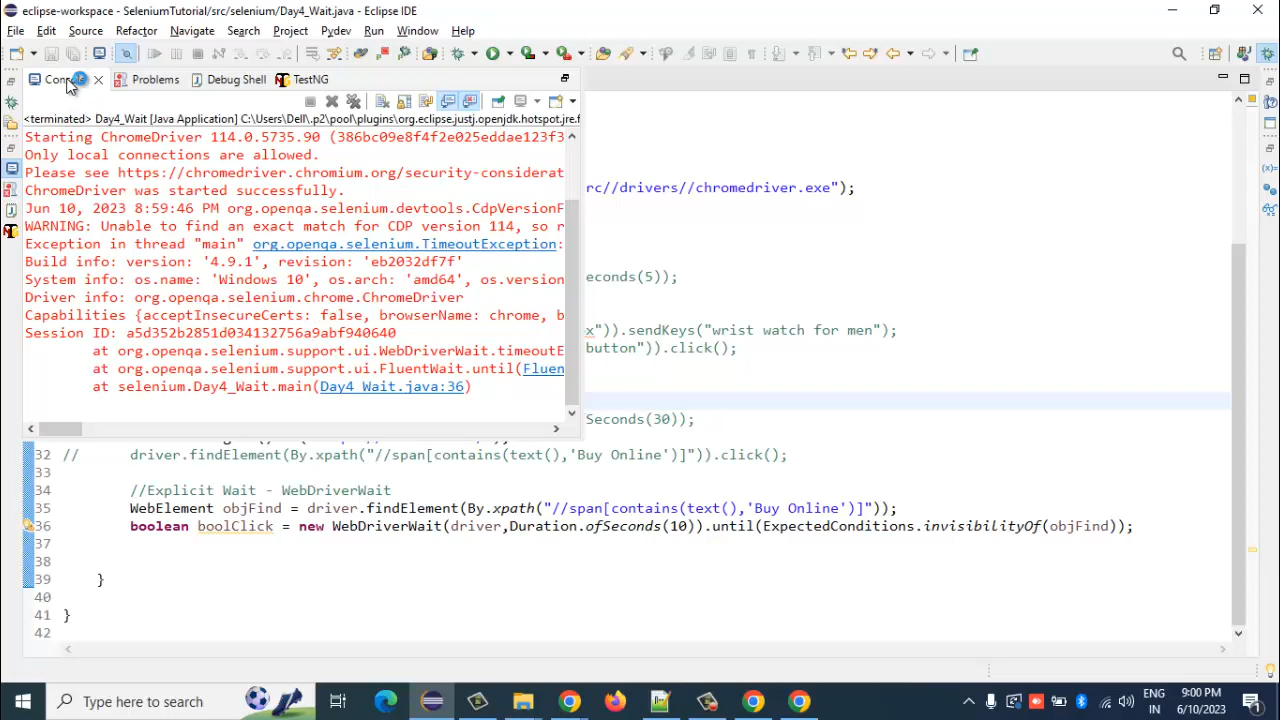 eclipse-workspace - SeleniumTutorial/src/selenium/Day4_Wait.java - Eclipse IDE
File Edit Source Refactor Navigate Search Project Pydev Run Window Help
Problems Debug Shell TestNG
<terminated> Day4_Wait [Java Application] C:\Users\Dell\.p2\pool\plugins\org.eclipse.justj.openjdk.hotspot.jre.f
Starting ChromeDriver 114.0.5735.90 (386bc09e8f4f2e025eddae123f3
Only local connections are allowed.
Please see https://chromedriver.chromium.org/security-considerat
ChromeDriver was started successfully.
rc//drivers//chromedriver.exe");
Jun 10, 2023 8:59:46 PM org.openqa.selenium.devtools.CdpVersionF
WARNING: Unable to find an exact match for CDP version 114, so r
Exception in thread "main" org.openqa.selenium.TimeoutException:
Build info: version: '4.9.1', revision: 'eb2032df7f'
System info: os.name: 'Windows 10', os.arch: 'amd64', os.version
econds(5));
Driver info: org.openqa.selenium.chrome.ChromeDriver
Capabilities {acceptInsecureCerts: false, browserName: chrome, b
Session ID: a5d352b2851d034132756a9abf940640
x")).sendKeys("wrist watch for men");
at org.openqa.selenium.support.ui.WebDriverWait.timeoutE
button")).click();
at org.openqa.selenium.support.ui.FluentWait.until(Fluen
at selenium.Day4_Wait.main(Day4_Wait.java:36)
Seconds(30));
32 // driver.findElement(By.xpath("//span[contains(text(),'Buy Online')]")).click();
33
34 //Explicit Wait - WebDriverWait
35 WebElement objFind = driver.findElement(By.xpath("//span[contains(text(),'Buy Online')]"));
36 boolean boolClick = new WebDriverWait(driver,Duration.ofSeconds(10)).until(ExpectedConditions.invisibilityOf(objFind));
37
38
39 }
40
41 }
42
Type here to search
ENG
IN
9:00 PM
6/10/2023